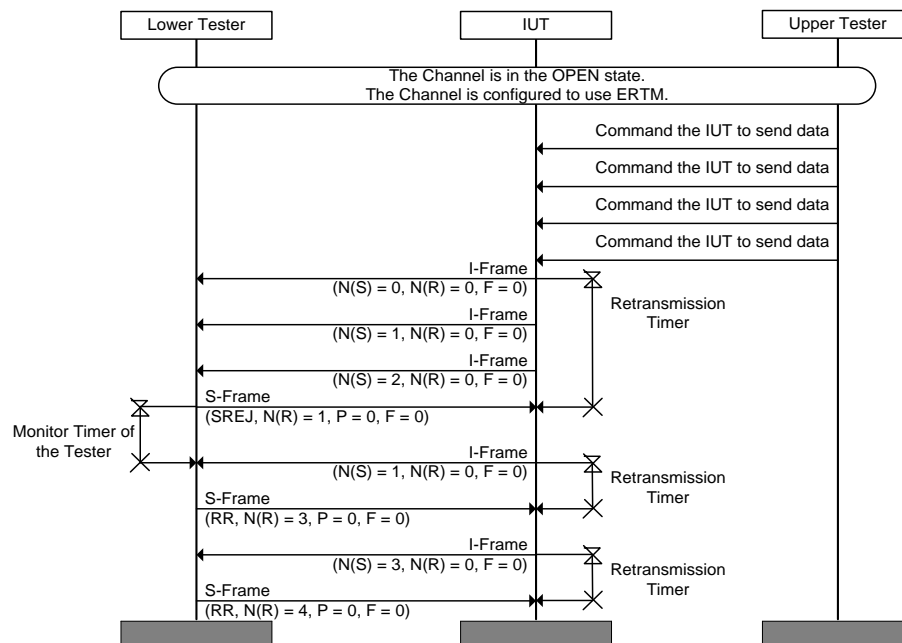 Lower Tester
IUT
Upper Tester
The Channel is in the OPEN state.
The Channel is configured to use ERTM.
Command the IUT to send data
Command the IUT to send data
Command the IUT to send data
Command the IUT to send data
I-Frame
(N(S) = 0, N(R) = 0, F = 0)
Retransmission
Timer
I-Frame
(N(S) = 1, N(R) = 0, F = 0)
I-Frame
(N(S) = 2, N(R) = 0, F = 0)
S-Frame
(SREJ, N(R) = 1, P = 0, F = 0)
Monitor Timer of
the Tester
I-Frame
(N(S) = 1, N(R) = 0, F = 0)
Retransmission
Timer
S-Frame
(RR, N(R) = 3, P = 0, F = 0)
I-Frame
(N(S) = 3, N(R) = 0, F = 0)
Retransmission
Timer
S-Frame
(RR, N(R) = 4, P = 0, F = 0)